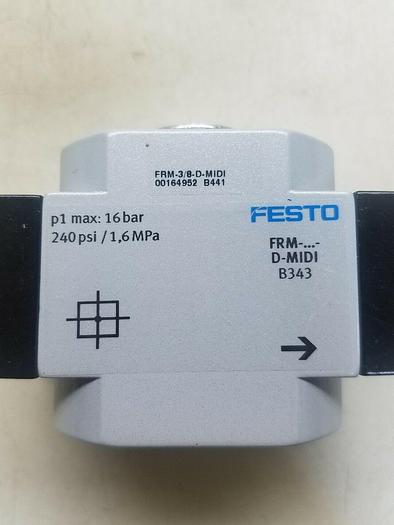 FRM-3/8-D-MIDI
00164952 B441
p1 max: 16 bar
240 psi / 1,6 MPa
FESTO
FRM-...-
D-MIDI
B343